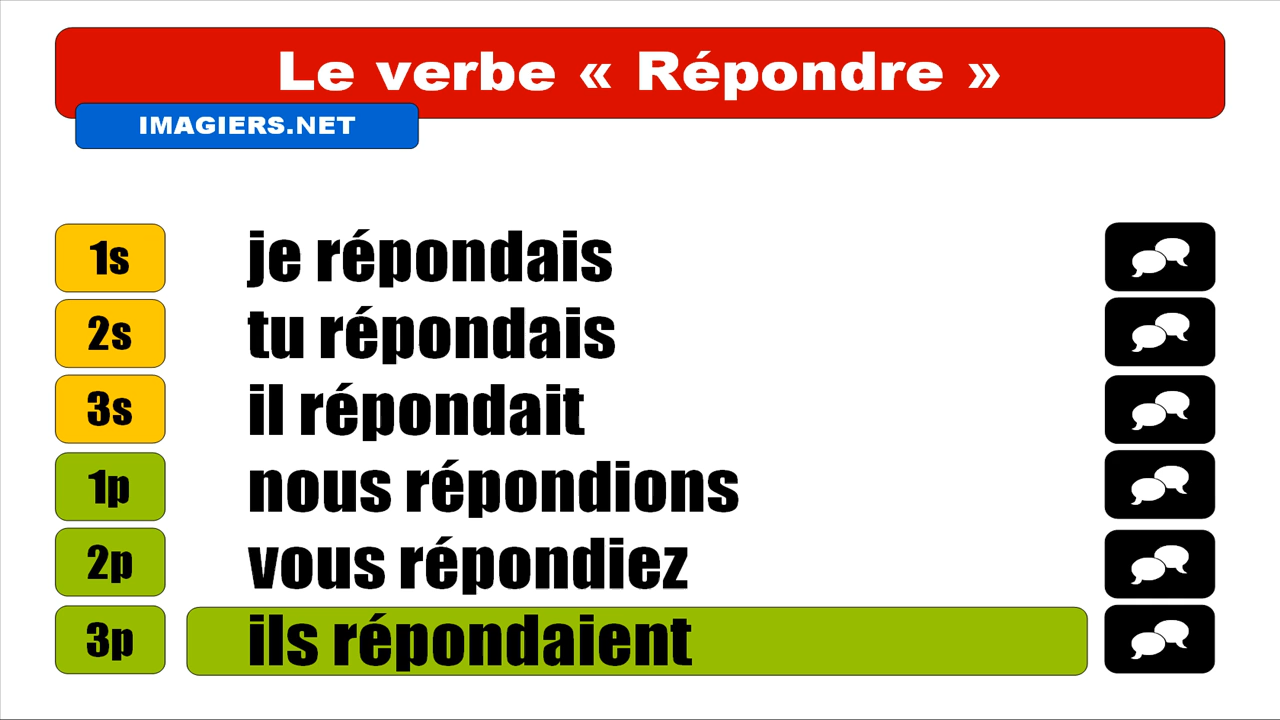 Le verbe « Répondre »
IMAGIERS.NET
1s je répondais
2s tu répondais
3s il répondait
1p nous répondions
2p vous répondiez
3p ils répondaient